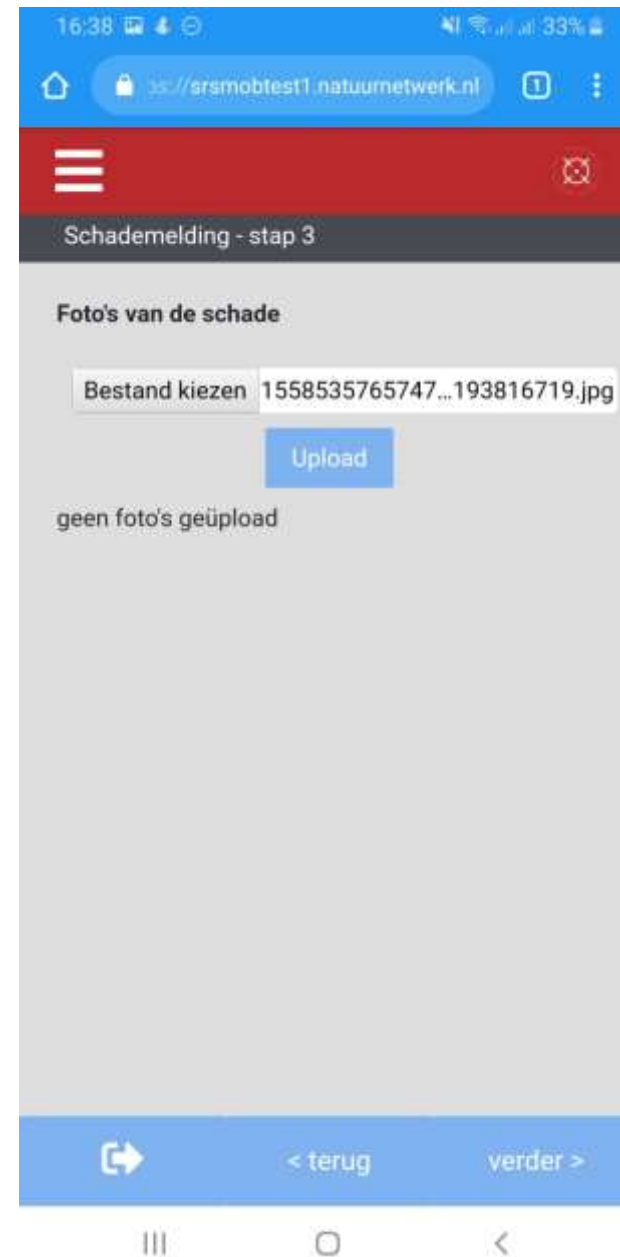 16:38 33%
os://srsmobtest1.natuurnetwerk.nl 1
Schademelding - stap 3
Foto's van de schade
Bestand kiezen 1558535765747...193816719.jpg
Upload
geen foto's geüpload
< terug verder >